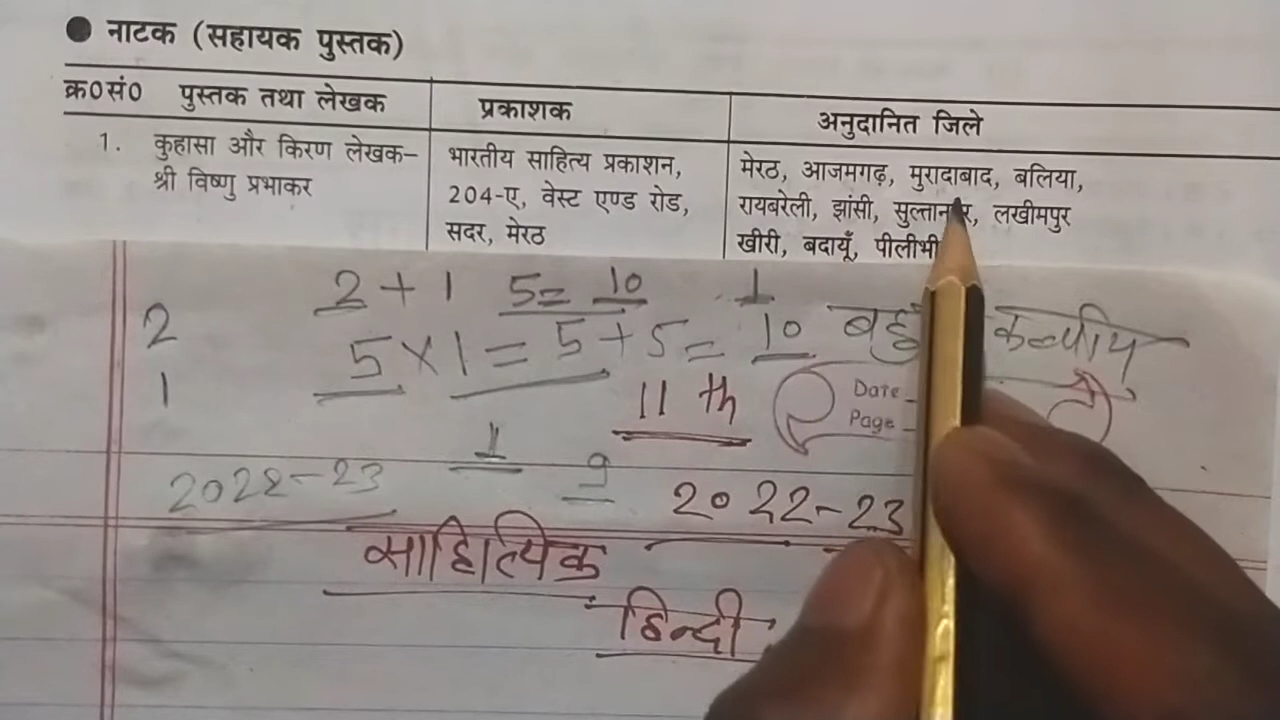 ● नाटक (सहायक पुस्तक)
क्र०सं० पुस्तक तथा लेखक प्रकाशक अनुदानित जिले
1. कुहासा और किरण लेखक– भारतीय साहित्य प्रकाशन, मेरठ, आजमगढ़, मुरादाबाद, बलिया,
श्री विष्णु प्रभाकर 204-ए, वेस्ट एण्ड रोड, रायबरेली, झांसी, लखीमपुर
सदर, मेरठ खीरी, बदायूँ,
2 + 1 5= 10 1
2 5 × 1 = 5 + 5 = 10
1 11 th Date
Page
1 9
2022-23 2022-23
साहित्यिक
हिन्दी